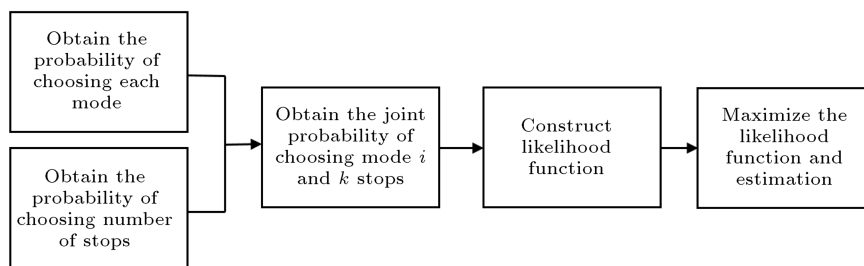 Obtain the
probability of
choosing each
mode
Obtain the
probability of
choosing number
of stops
Obtain the joint
probability of
choosing mode i
and k stops
Construct
likelihood
function
Maximize the
likelihood
function and
estimation